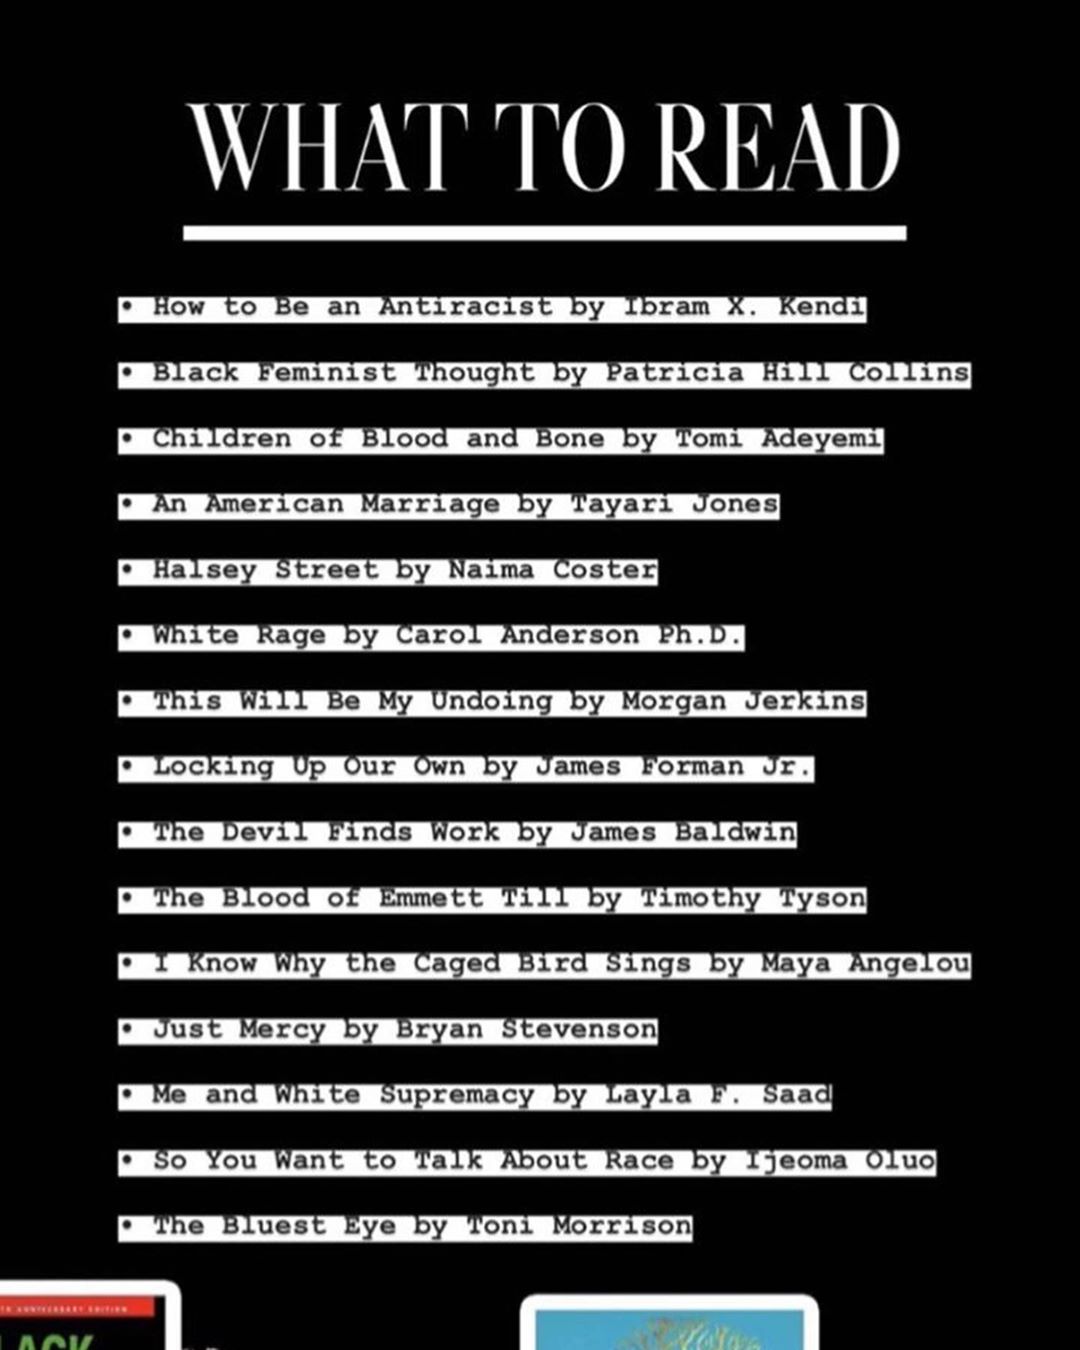 WHAT TO READ
• How to Be an Antiracist by Ibram X. Kendi
• Black Feminist Thought by Patricia Hill Collins
• Children of Blood and Bone by Tomi Adeyemi
• An American Marriage by Tayari Jones
• Halsey Street by Naima Coster
• White Rage by Carol Anderson Ph.D.
• This Will Be My Undoing by Morgan Jerkins
• Locking Up Our Own by James Forman Jr.
• The Devil Finds Work by James Baldwin
• The Blood of Emmett Till by Timothy Tyson
• I Know Why the Caged Bird Sings by Maya Angelou
• Just Mercy by Bryan Stevenson
• Me and White Supremacy by Layla F. Saad
• So You Want to Talk About Race by Ijeoma Oluo
• The Bluest Eye by Toni Morrison
ANNIVERSARY EDITION